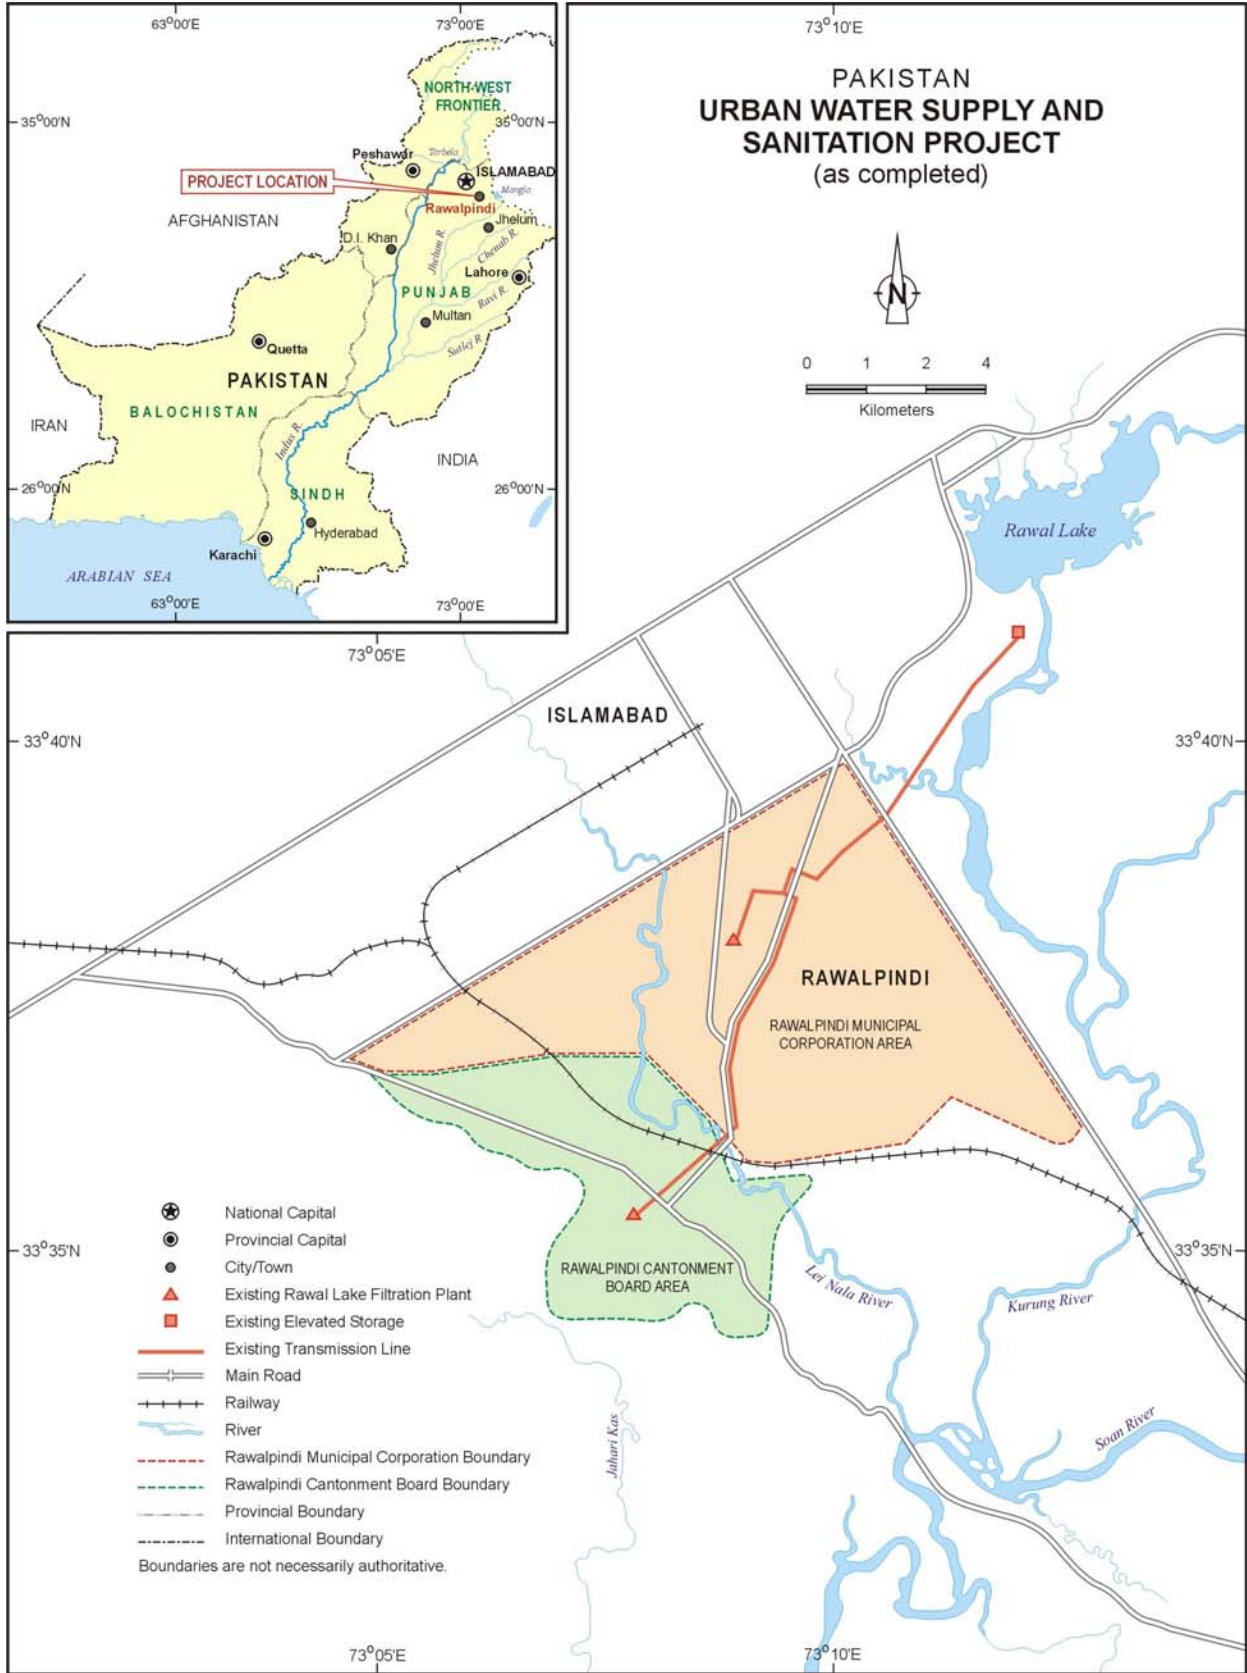 63°00'E
73°00'E
NORTH-WEST
FRONTIER
35°00'N
35°00'N
Peshawar
Tarbela
ISLAMABAD
PROJECT LOCATION
Mangla
Rawalpindi
AFGHANISTAN
Jhelum
D.I. Khan
Jhelum R.
Chenab R.
Lahore
PUNJAB
Ravi R.
Multan
Sutlej R
Quetta
PAKISTAN
BALOCHISTAN
IRAN
Indus R.
INDIA
26°00'N
SINDH
26°00'N
Hyderabad
Karachi
ARABIAN SEA
63°00'E
73°00'E
73°10'E
PAKISTAN
URBAN WATER SUPPLY AND
SANITATION PROJECT
(as completed)
N
0 1 2 4
Kilometers
Rawal Lake
73°05'E
ISLAMABAD
33°40'N
33°40'N
RAWALPINDI
RAWALPINDI MUNICIPAL
CORPORATION AREA
33°35'N
33°35'N
RAWALPINDI CANTONMENT
BOARD AREA
Lei Nala River
Kurung River
Soan River
Jahari Kas
National Capital
Provincial Capital
City/Town
Existing Rawal Lake Filtration Plant
Existing Elevated Storage
Existing Transmission Line
Main Road
Railway
River
Rawalpindi Municipal Corporation Boundary
Rawalpindi Cantonment Board Boundary
Provincial Boundary
International Boundary
Boundaries are not necessarily authoritative.
73°05'E
73°10'E